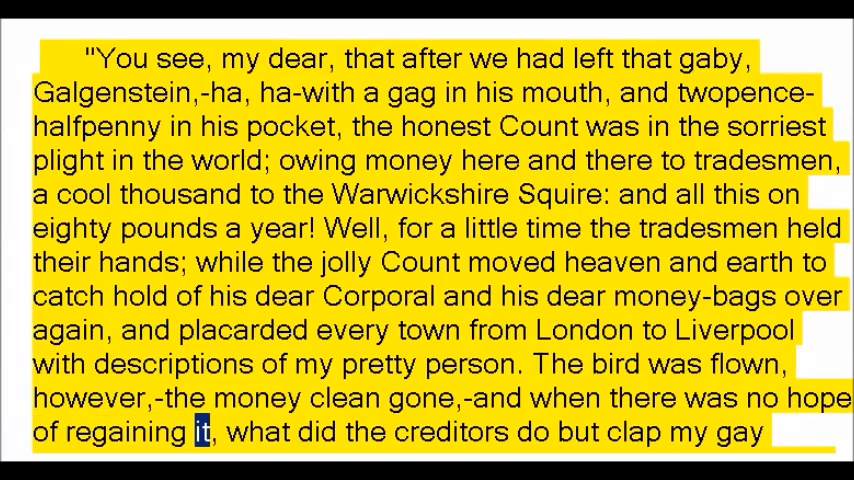 "You see, my dear, that after we had left that gaby,
Galgenstein,-ha, ha-with a gag in his mouth, and twopence-
halfpenny in his pocket, the honest Count was in the sorriest
plight in the world; owing money here and there to tradesmen,
a cool thousand to the Warwickshire Squire: and all this on
eighty pounds a year! Well, for a little time the tradesmen held
their hands; while the jolly Count moved heaven and earth to
catch hold of his dear Corporal and his dear money-bags over
again, and placarded every town from London to Liverpool
with descriptions of my pretty person. The bird was flown,
however,-the money clean gone,-and when there was no hope
of regaining it, what did the creditors do but clap my gay